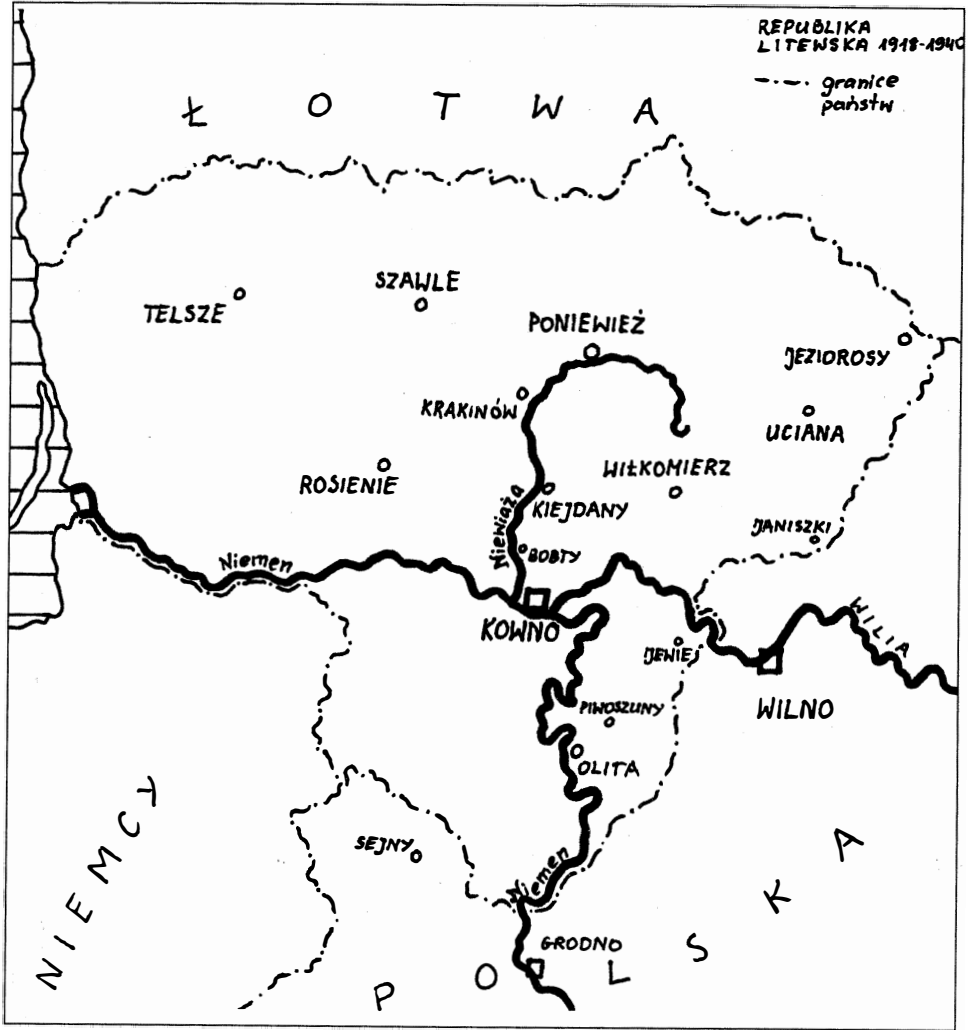 REPUBLIKA
LITEWSKA 1918-1940
granice
państw
ŁOTWA
SZAWLE
TELSZE
PONIEWIEŻ
JEZIOROSY
KRAKINÓW
UCIANA
WIŁKOMIERZ
ROSIENIE
Niewiąża
KIEJDANY
JANISZKI
BOBTY
Niemen
KOWNO
WILIA
JEWIE
PIWOSZUNY
WILNO
OLITA
NIEMCY
SEJNY
Niemen
GRODNO
POLSKA